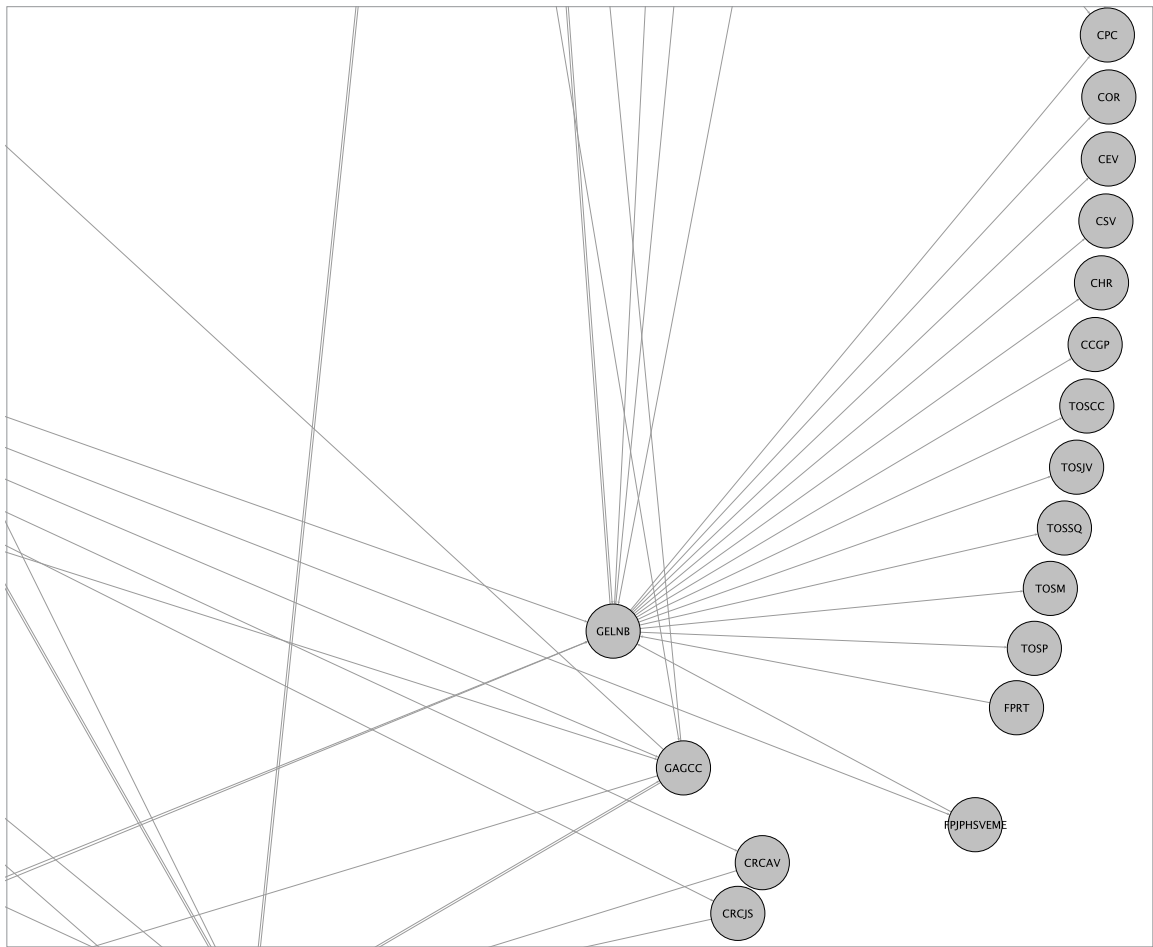 CPC
COR
CEV
CSV
CHR
CCGP
TOSCC
TOSJV
TOSSQ
TOSM
GELNB
TOSP
FPRT
GAGCC
FPJPHSVEME
CRCAV
CRCJS